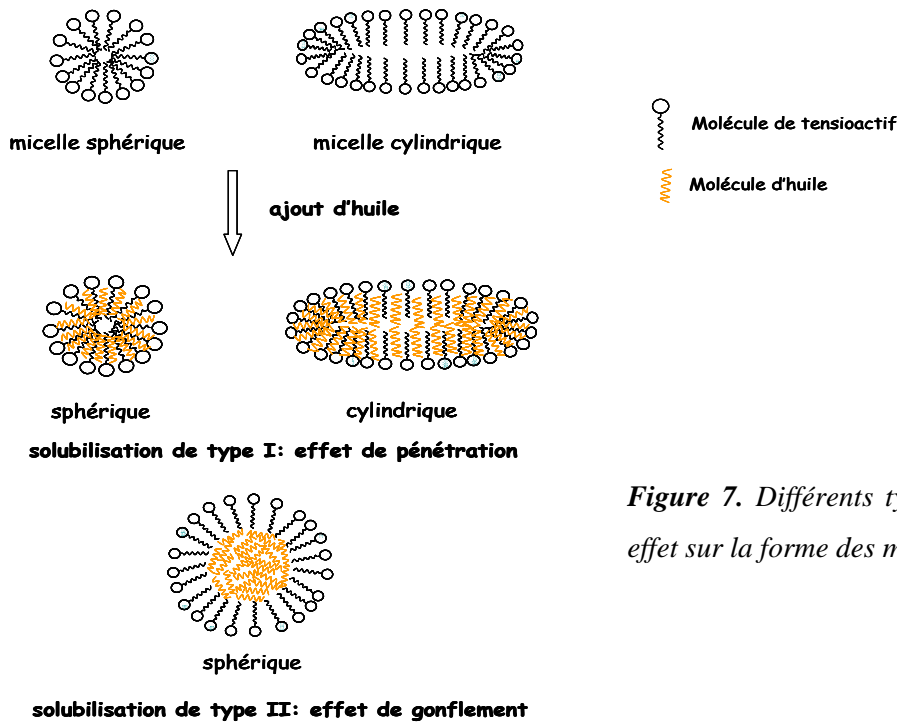 micelle sphérique
micelle cylindrique
Molécule de tensioactif
Molécule d'huile
ajout d'huile
sphérique
cylindrique
solubilisation de type I: effet de pénétration
sphérique
solubilisation de type II: effet de gonflement
Figure 7. Différents
effet sur la forme des